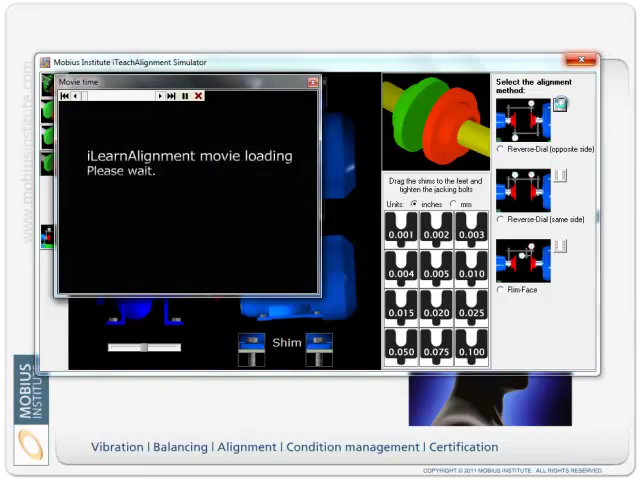 Mobius Institute iTeachAlignment Simulator
Movie time
iLearnAlignment movie loading
Please wait.
Select the alignment
method:
Reverse-Dial (opposite side)
Reverse-Dial (same side)
Rim-Face
Drag the shims to the feet and
tighten the jacking bolts
Units: inches mm
0.001 0.002 0.003
0.004 0.005 0.010
0.015 0.020 0.025
0.050 0.075 0.100
Shim
www.mobiusinstitute.com
MOBIUS
INSTITUTE
Vibration | Balancing | Alignment | Condition management | Certification
COPYRIGHT © 2011 MOBIUS INSTITUTE. ALL RIGHTS RESERVED.